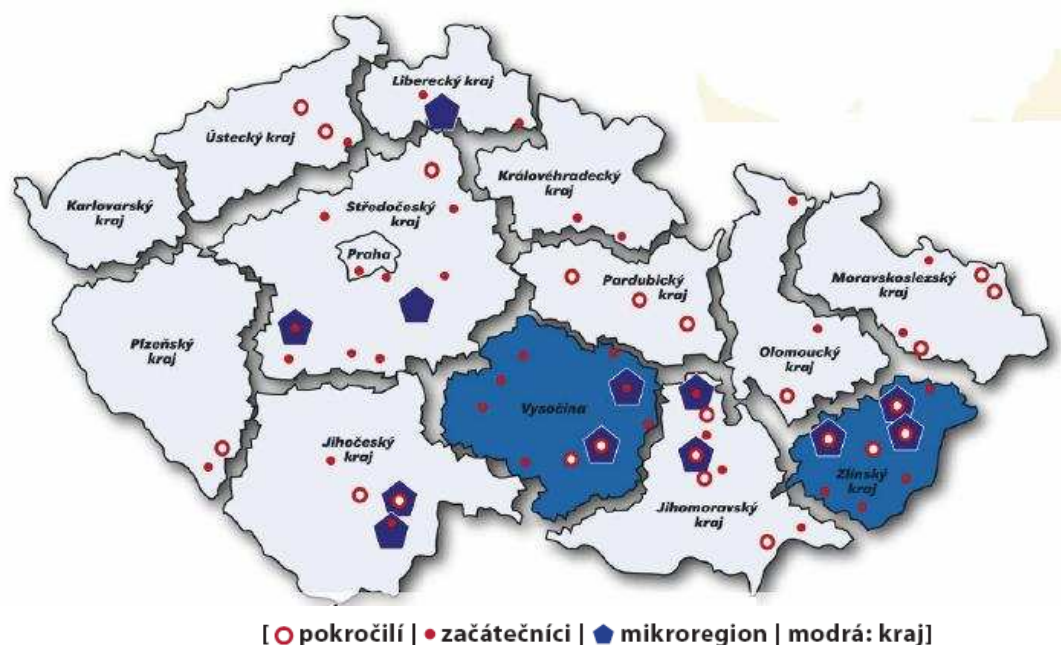 Liberecký kraj
Ústecký kraj
Královéhradecký
kraj
Karlovarský
kraj
Středočeský
kraj
Praha
Pardubický
kraj
Moravskoslezský
kraj
Plzeňský
kraj
Olomoucký
kraj
Vysočina
Jihočeský
kraj
Zlínský
kraj
Jihomoravský
kraj
[ pokročilí | začátečníci | mikroregion | modrá: kraj]